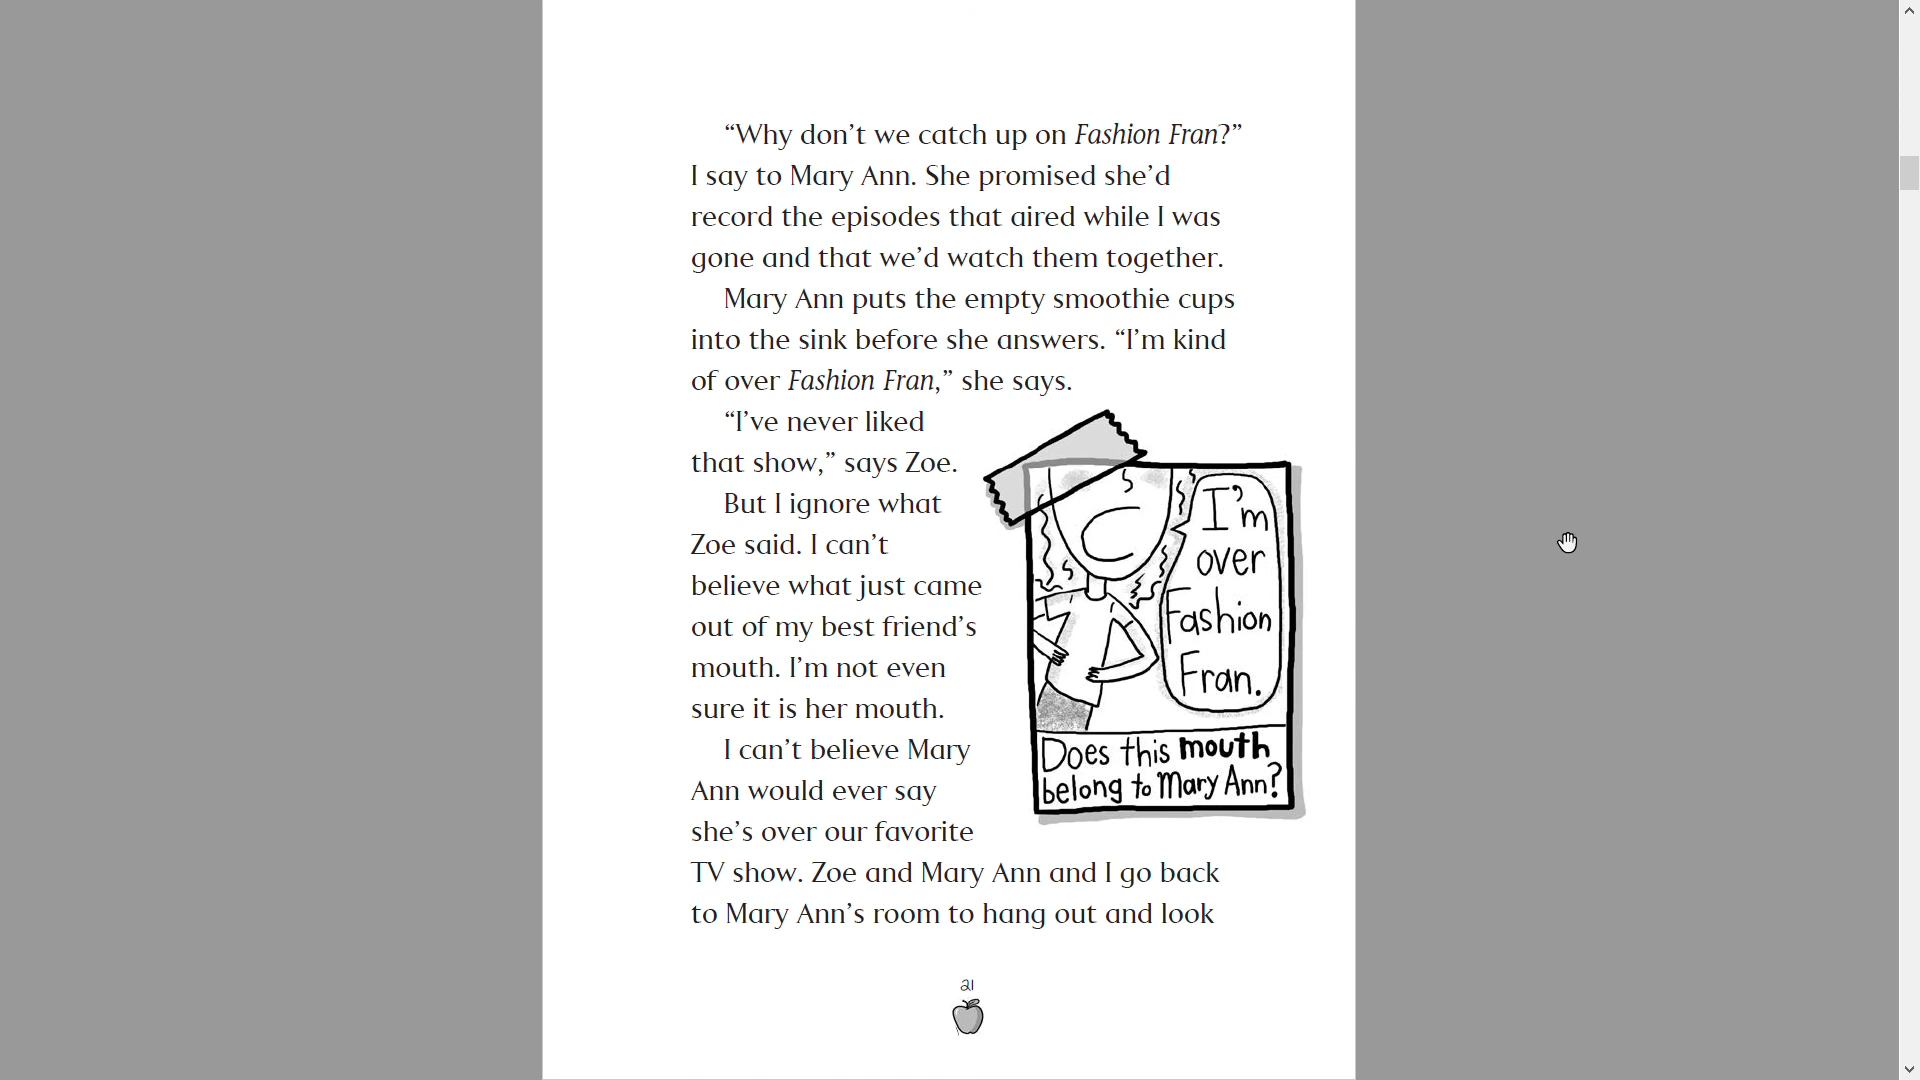 “Why don’t we catch up on Fashion Fran?”
I say to Mary Ann. She promised she’d
record the episodes that aired while I was
gone and that we’d watch them together.
Mary Ann puts the empty smoothie cups
into the sink before she answers. “I’m kind
of over Fashion Fran,” she says.
“I’ve never liked
that show,” says Zoe.
But I ignore what
Zoe said. I can’t
believe what just came
out of my best friend’s
mouth. I’m not even
sure it is her mouth.
I can’t believe Mary
Ann would ever say
she’s over our favorite
TV show. Zoe and Mary Ann and I go back
to Mary Ann’s room to hang out and look
I’m
over
Fashion
Fran.
Does this mouth
belong to Mary Ann?
21